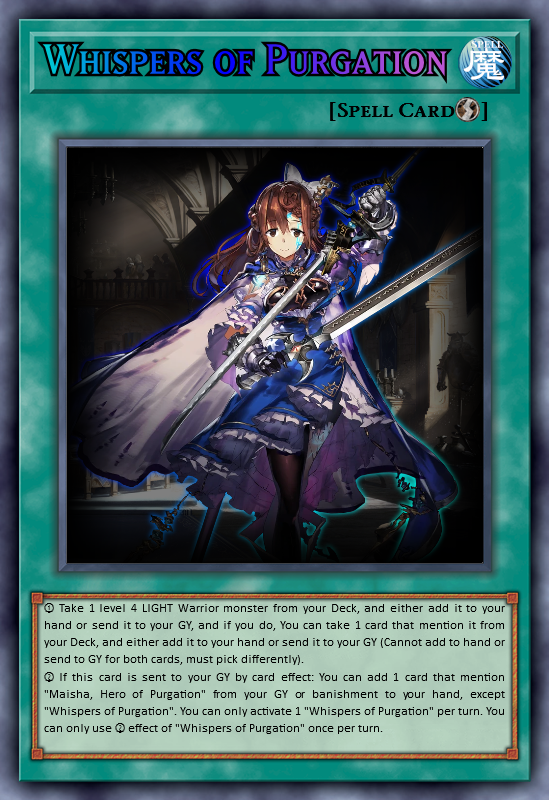 Whispers of Purgation
SPELL
魔
[Spell Card]
① Take 1 level 4 LIGHT Warrior monster from your Deck, and either add it to your
hand or send it to your GY, and if you do, You can take 1 card that mention it from
your Deck, and either add it to your hand or send it to your GY (Cannot add to hand or
send to GY for both cards, must pick differently).
② If this card is sent to your GY by card effect: You can add 1 card that mention
"Maisha, Hero of Purgation" from your GY or banishment to your hand, except
"Whispers of Purgation". You can only activate 1 "Whispers of Purgation" per turn. You
can only use ② effect of "Whispers of Purgation" once per turn.